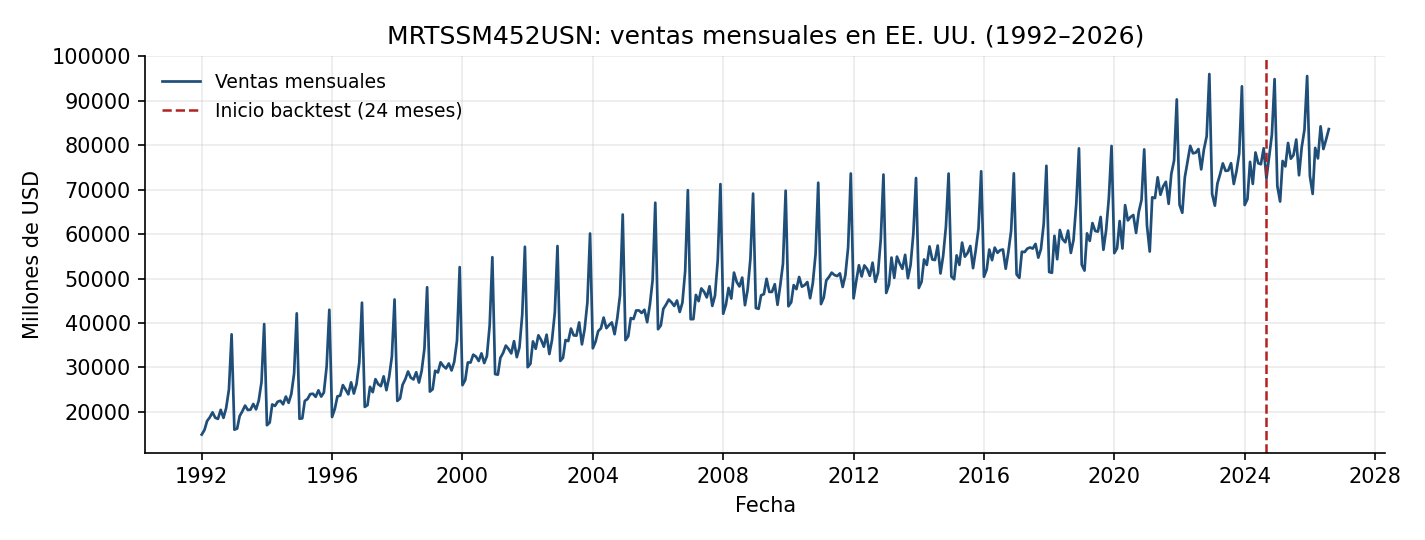 MRTSSM452USN: ventas mensuales en EE. UU. (1992–2026)
Ventas mensuales
Inicio backtest (24 meses)
Millones de USD
100000
90000
80000
70000
60000
50000
40000
30000
20000
1992 1996 2000 2004 2008 2012 2016 2020 2024 2028
Fecha